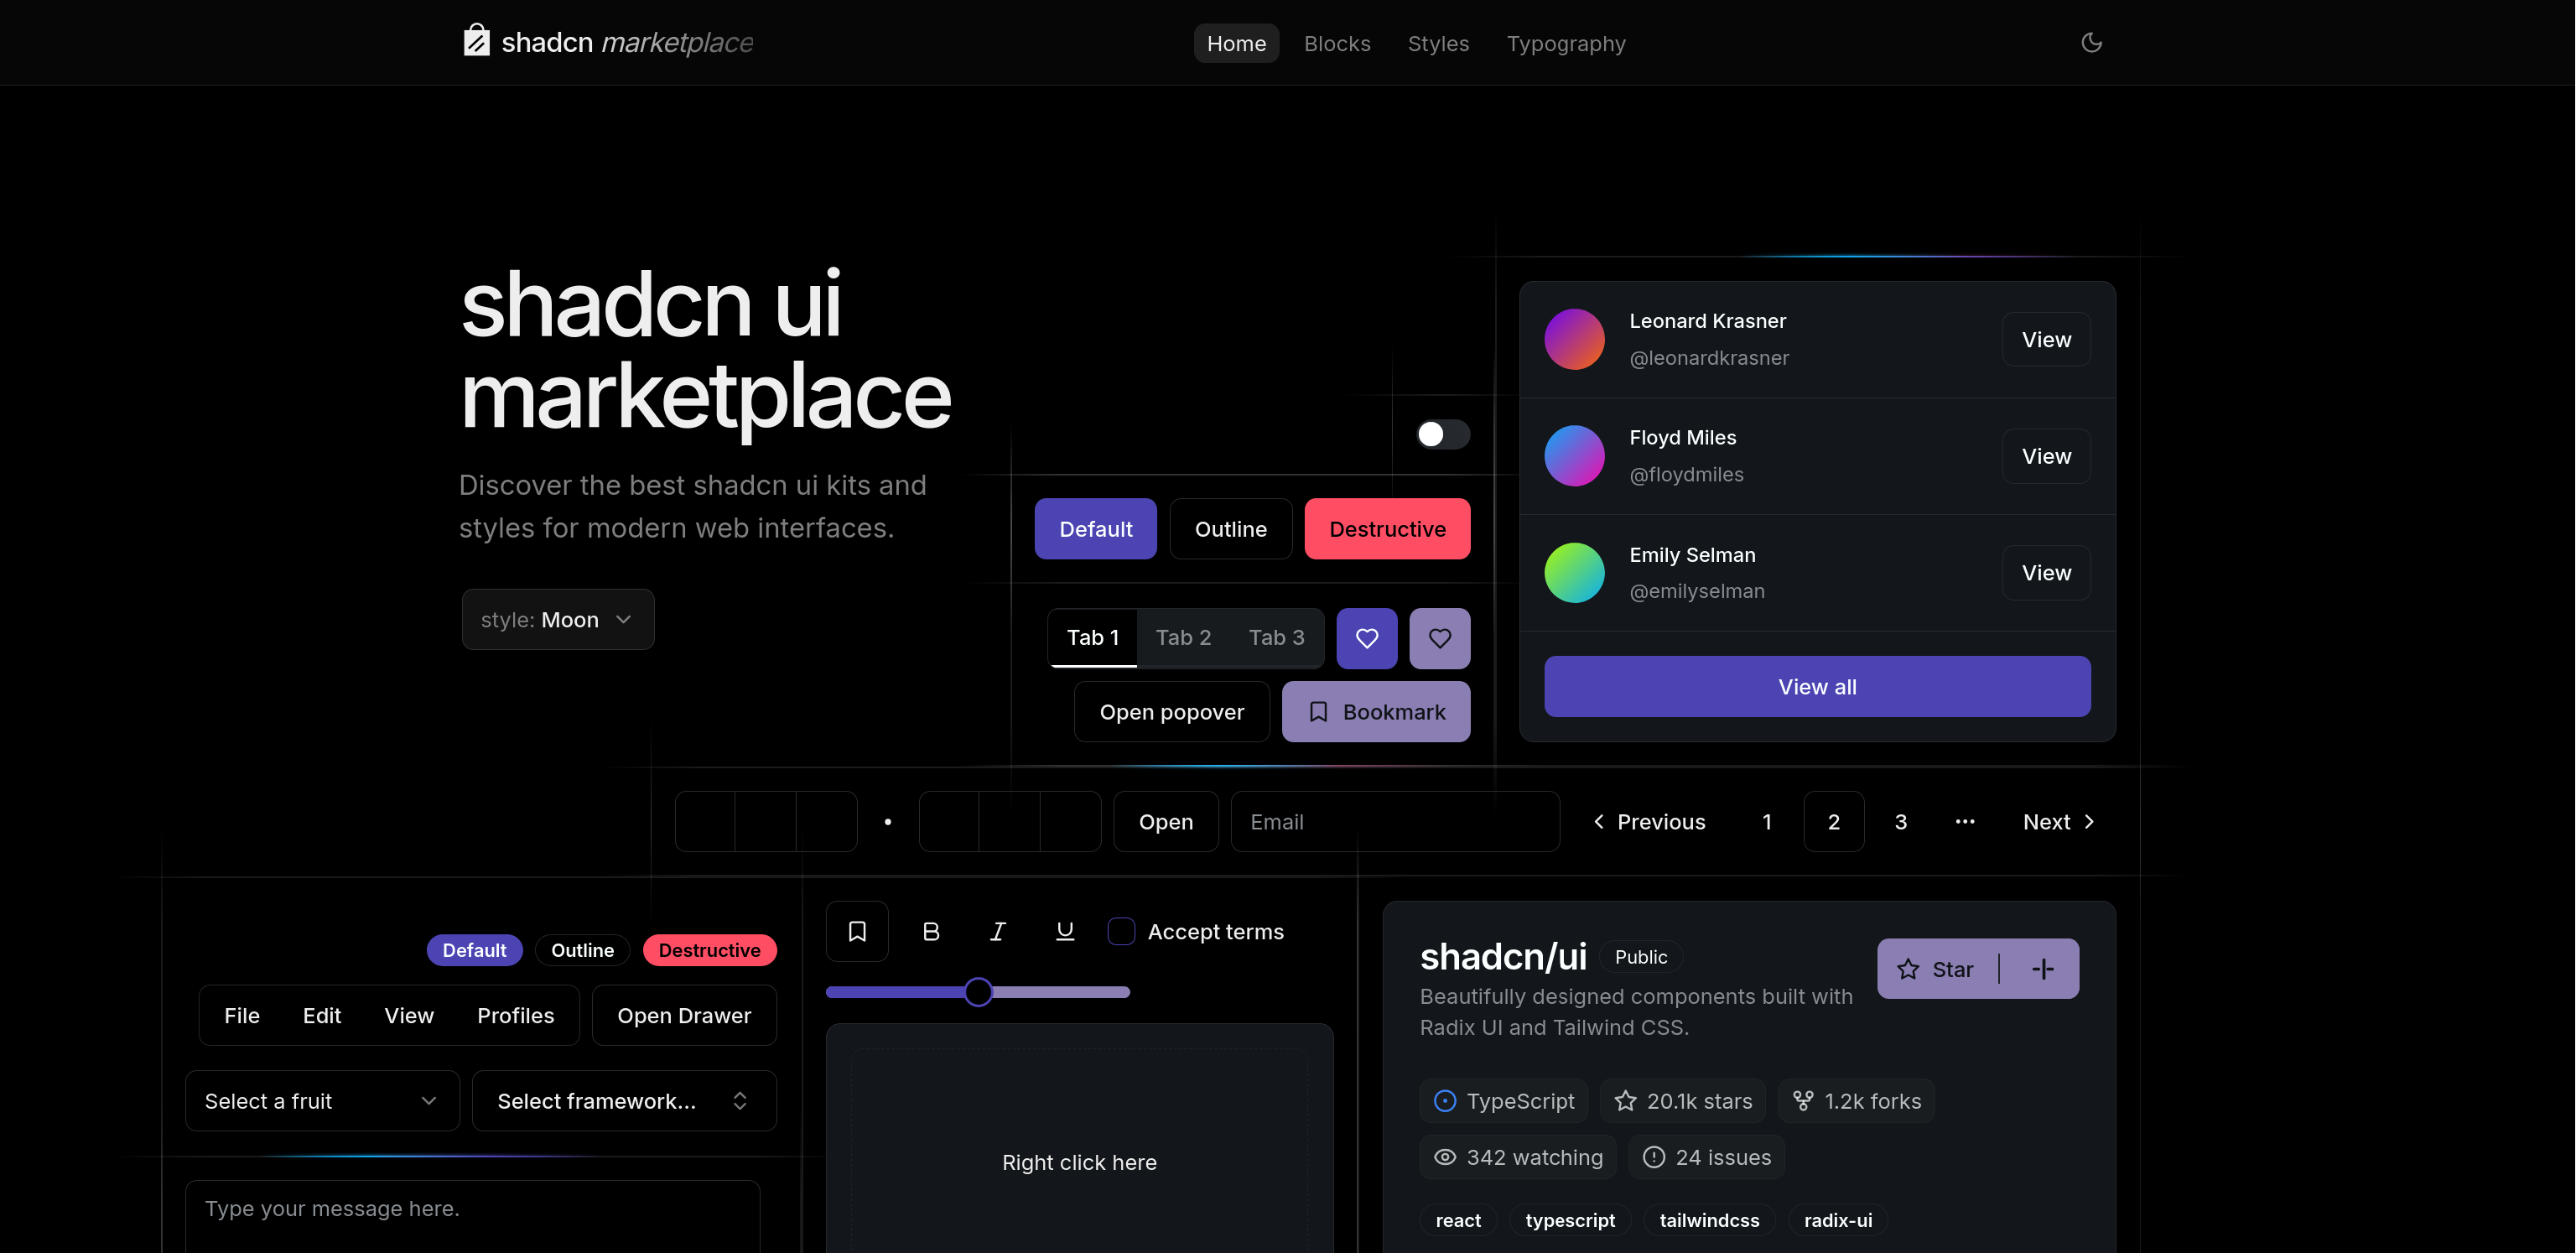 shadcn marketplace
Home Blocks Styles Typography
shadcn ui
marketplace
Discover the best shadcn ui kits and
styles for modern web interfaces.
style: Moon
Default Outline Destructive
Tab 1 Tab 2 Tab 3
Open popover Bookmark
Leonard Krasner
@leonardkrasner
View
Floyd Miles
@floydmiles
View
Emily Selman
@emilyselman
View
View all
Open Email Previous 1 2 3 ••• Next
Default Outline Destructive
File Edit View Profiles Open Drawer
Select a fruit Select framework...
Type your message here.
B I U Accept terms
Right click here
shadcn/ui Public
Star
Beautifully designed components built with
Radix UI and Tailwind CSS.
TypeScript 20.1k stars 1.2k forks
342 watching 24 issues
react typescript tailwindcss radix-ui